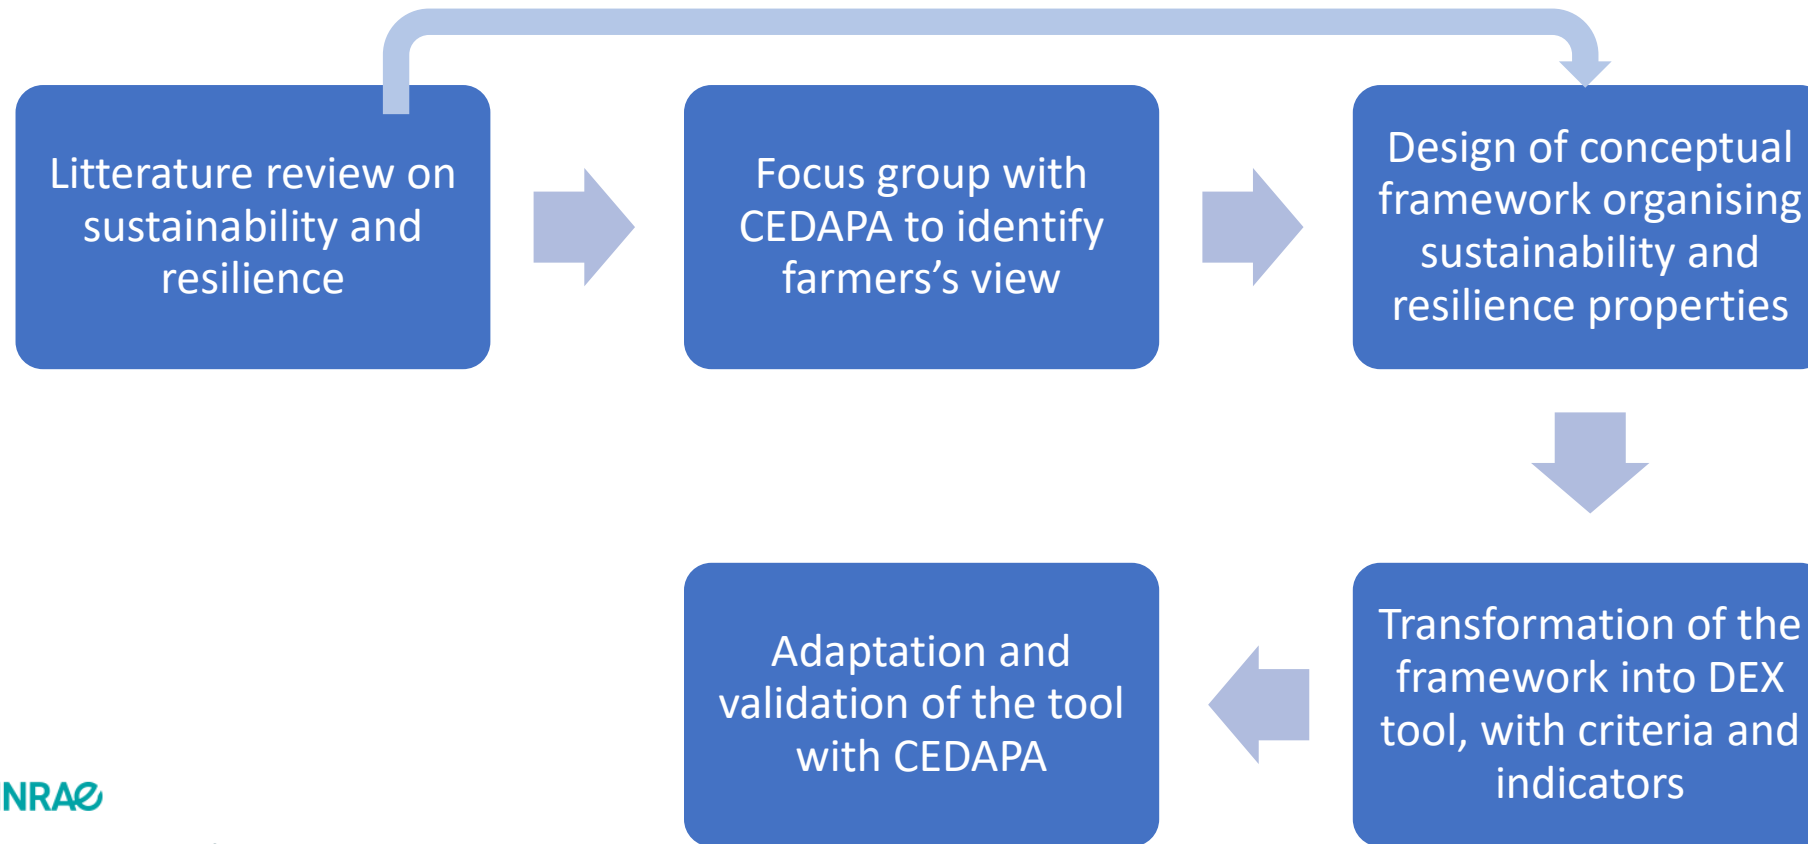 Litterature review on
sustainability and
resilience
Focus group with
CEDAPA to identify
farmers's view
Design of conceptual
framework organising
sustainability and
resilience properties
Adaptation and
validation of the tool
with CEDAPA
Transformation of the
framework into DEX
tool, with criteria and
indicators
INRAE